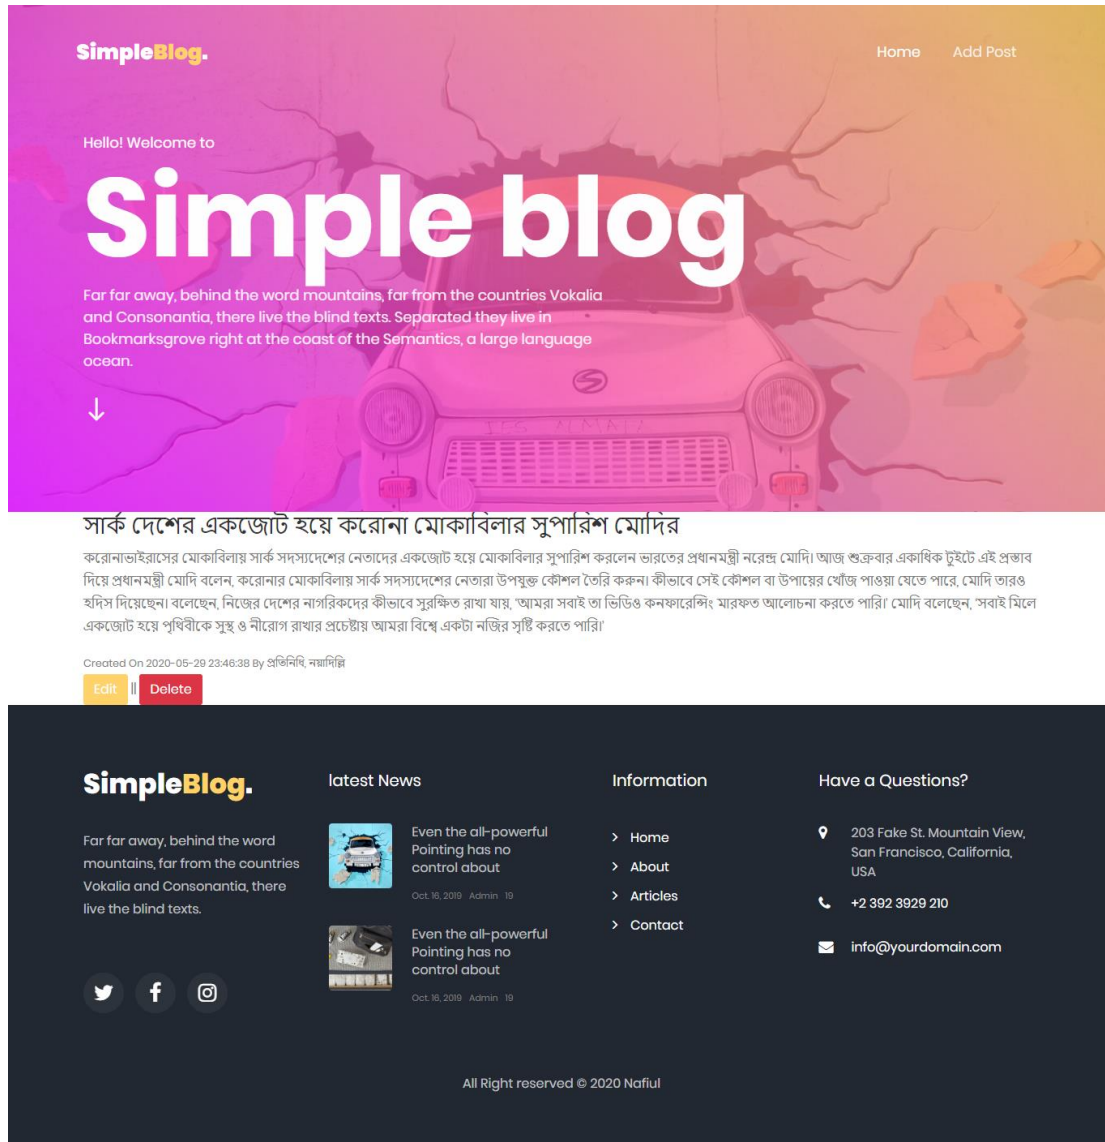 SimpleBlog.
Home
Add Post
Hello! Welcome to
Simple blog
Far far away, behind the word mountains, far from the countries Vokalia
and Consonantia, there live the blind texts. Separated they live in
Bookmarksgrove right at the coast of the Semantics, a large language
ocean.
সার্ক দেশের একজোট হয়ে করোনা মোকাবিলার সুপারিশ মোদির
করোনাভাইরাসের মোকাবিলায় সার্ক সদস্যদেশের নেতাদের একজোট হয়ে মোকাবিলার সুপারিশ করলেন ভারতের প্রধানমন্ত্রী নরেন্দ্র মোদি। আজ শুক্রবার একাধিক টুইটে এই প্রস্তাব
দিয়ে প্রধানমন্ত্রী মোদি বলেন, করোনার মোকাবিলায় সার্ক সদস্যদেশের নেতারা উপযুক্ত কৌশল তৈরি করুন। কীভাবে সেই কৌশল বা উপায়ের খোঁজ পাওয়া যেতে পারে, মোদি তারও
হদিস দিয়েছেন। বলেছেন, নিজের দেশের নাগরিকদের কীভাবে সুরক্ষিত রাখা যায়, 'আমরা সবাই তা ভিডিও কনফারেন্সিং মারফত আলোচনা করতে পারি।' মোদি বলেছেন, 'সবাই মিলে
একজোট হয়ে পৃথিবীকে সুস্থ ও নীরোগ রাখার প্রচেষ্টায় আমরা বিশ্বে একটা নজির সৃষ্টি করতে পারি।'
Created On 2020-05-29 23:46:38 By প্রতিনিধি, নয়াদিল্লি
Edit || Delete
SimpleBlog.
Far far away, behind the word
mountains, far from the countries
Vokalia and Consonantia, there
live the blind texts.
latest News
Even the all-powerful
Pointing has no
control about
Oct. 16, 2019 Admin 19
Even the all-powerful
Pointing has no
control about
Oct. 16, 2019 Admin 19
Information
Home
About
Articles
Contact
Have a Questions?
203 Fake St. Mountain View,
San Francisco, California,
USA
+2 392 3929 210
info@yourdomain.com
All Right reserved © 2020 Nafiul